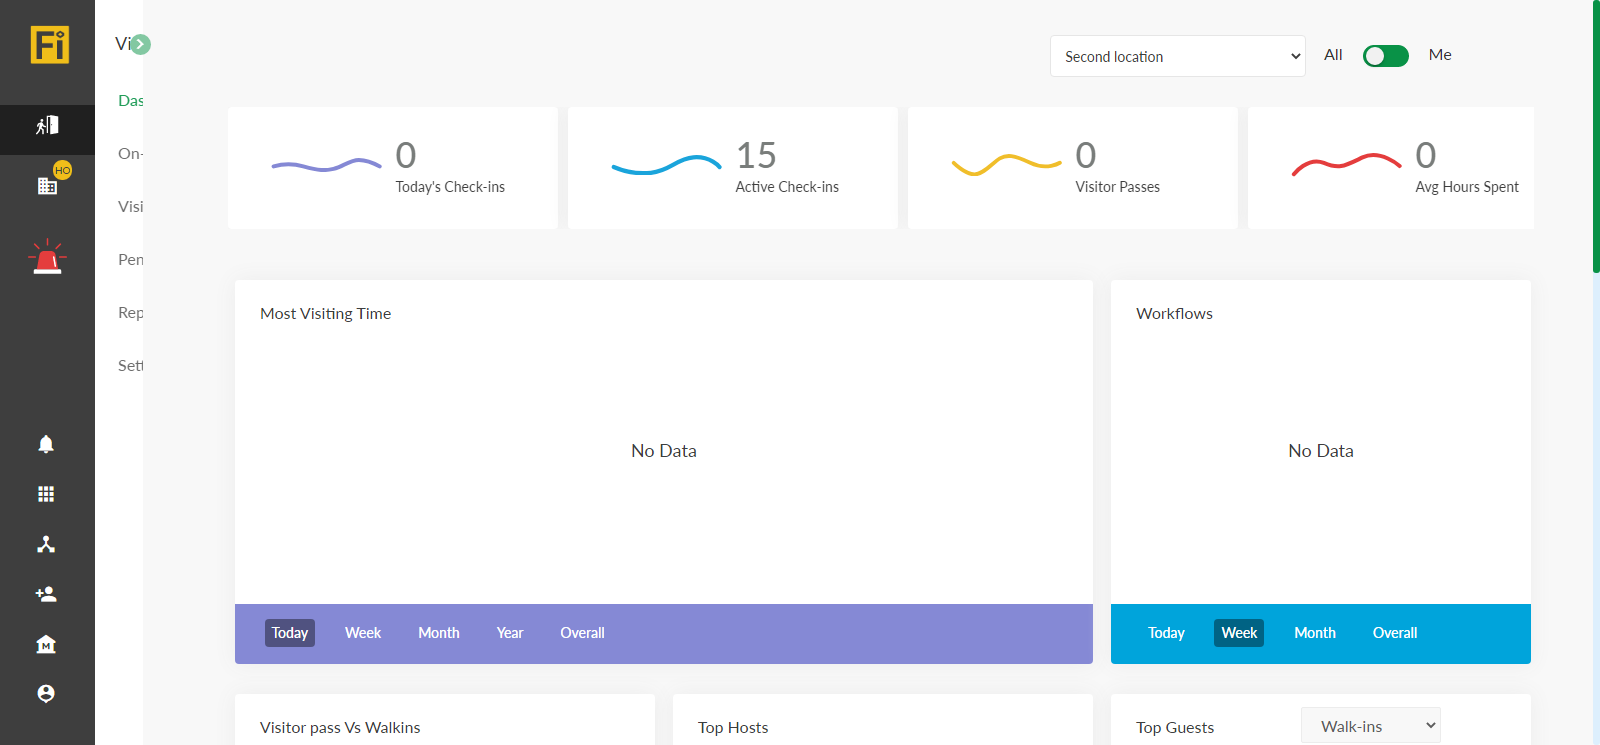 Fi
Vi
Second location
All
Me
Das
HO
On-
Visi
Pen
Rep
Sett
0
Today's Check-ins
15
Active Check-ins
0
Visitor Passes
0
Avg Hours Spent
Most Visiting Time
No Data
Today Week Month Year Overall
Workflows
No Data
Today Week Month Overall
M
Visitor pass Vs Walkins
Top Hosts
Top Guests
Walk-ins